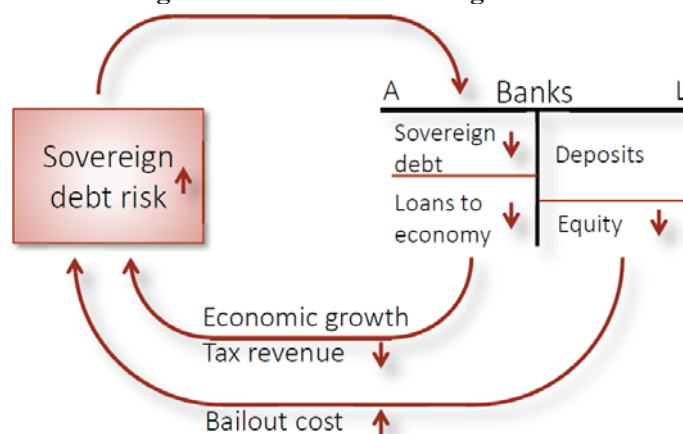 A Banks L
Sovereign
debt
Deposits
Sovereign
debt risk
Loans to
economy
Equity
Economic growth
Tax revenue
Bailout cost